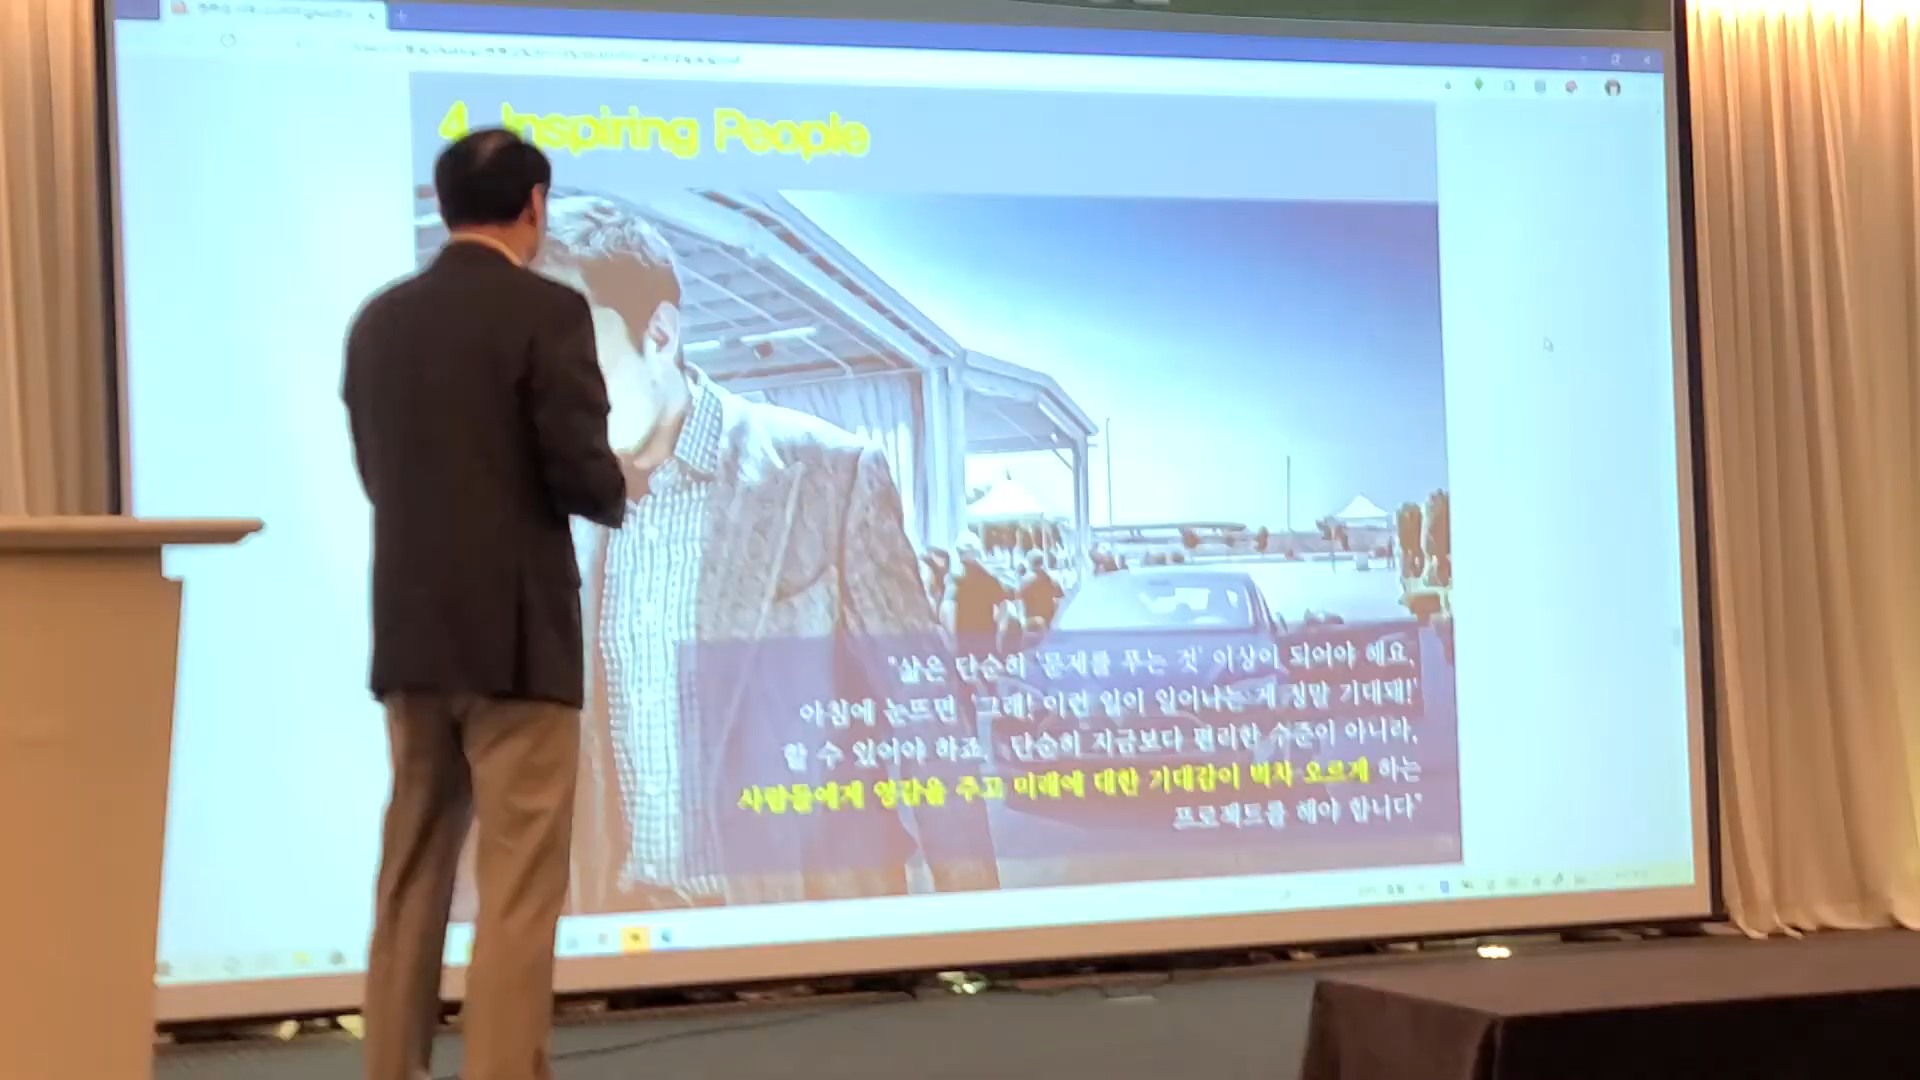 4. Inspiring People
"삶은 단순히 '문제를 푸는 것' 이상이 되어야 해요.
아침에 눈뜨면 '그래! 이런 일이 일어나는 게 정말 기대돼!'
할 수 있어야 하죠. 단순히 지금보다 편리한 수준이 아니라,
사람들에게 영감을 주고 미래에 대한 기대감이 벅차 오르게 하는
프로젝트를 해야 합니다"